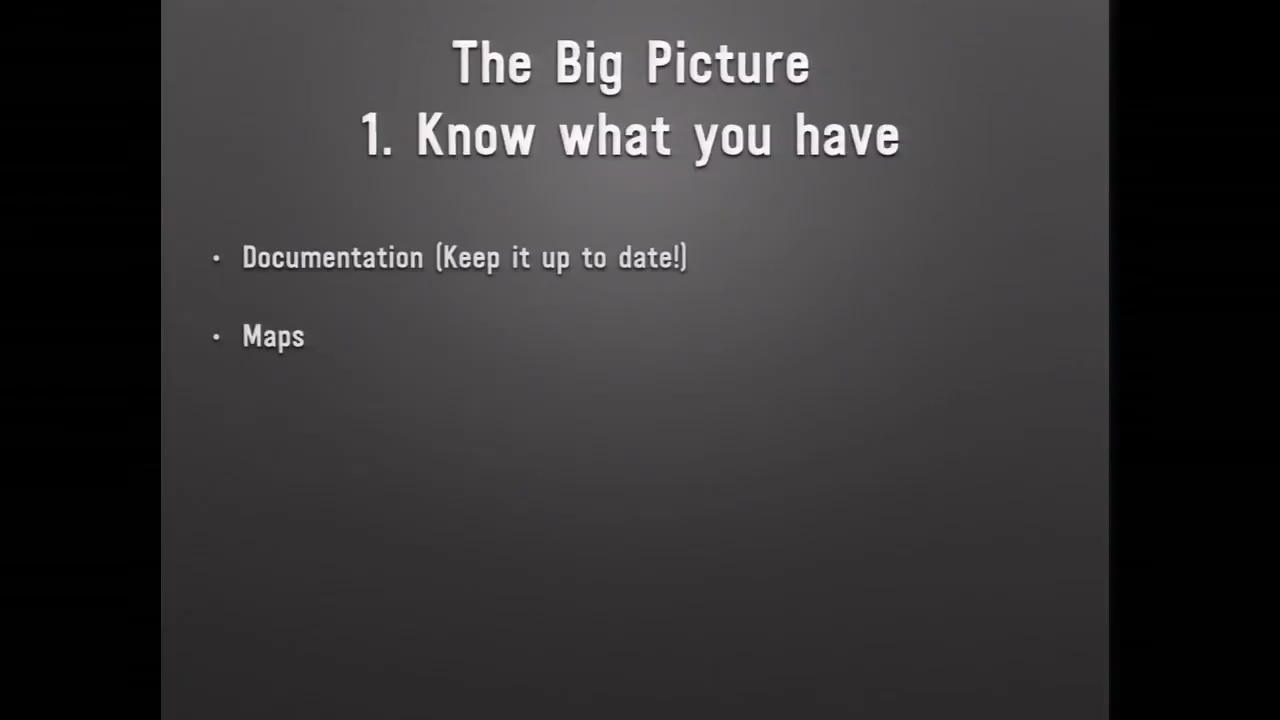 The Big Picture
1. Know what you have
• Documentation (Keep it up to date!)
• Maps